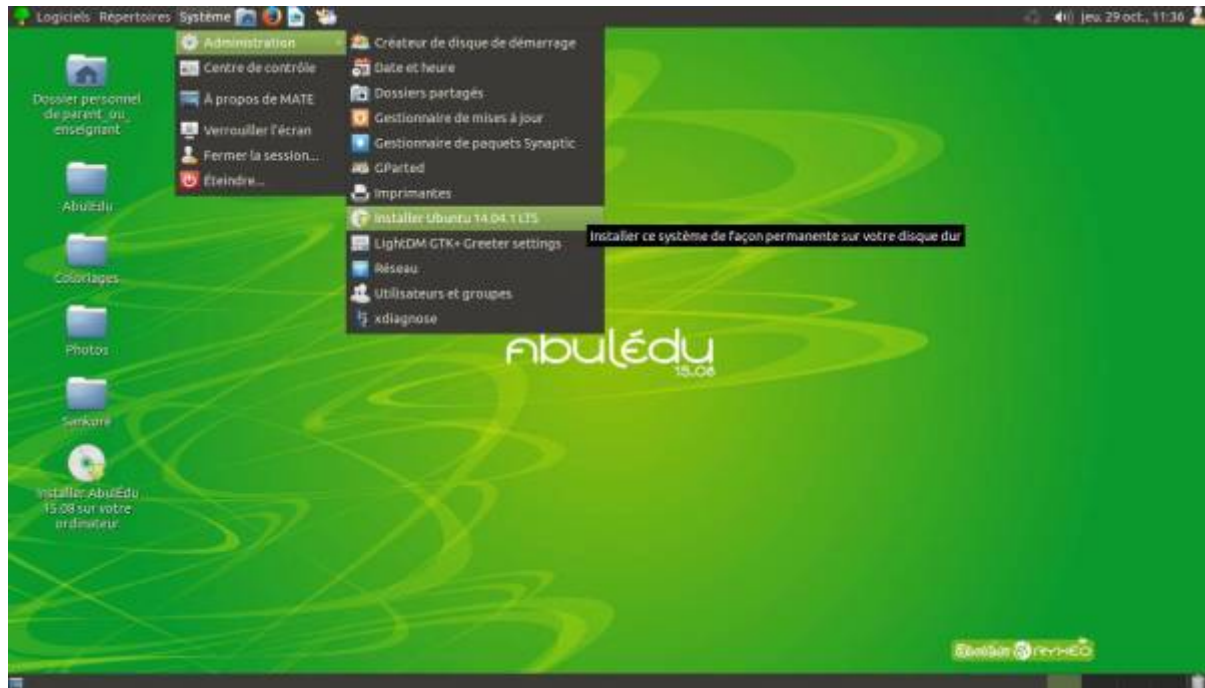 Logiciels Répertoires Système
jeu. 29 oct., 11:36
Administration
Centre de contrôle
À propos de MATE
Verrouiller l'écran
Fermer la session...
Éteindre...
Créateur de disque de démarrage
Date et heure
Dossiers partagés
Gestionnaire de mises à jour
Gestionnaire de paquets Synaptic
GParted
Imprimantes
Installer Ubuntu 14.04.1 LTS
LightDM GTK+ Greeter settings
Réseau
Utilisateurs et groupes
xdiagnose
Installer ce système de façon permanente sur votre disque dur
Dossier personnel
de parent_ou_
enseignant
AbulÉdu
Coloriages
Photos
Sankoré
Installer AbulÉdu
15.08 sur votre
ordinateur
abulédu
15.08
RYXEO